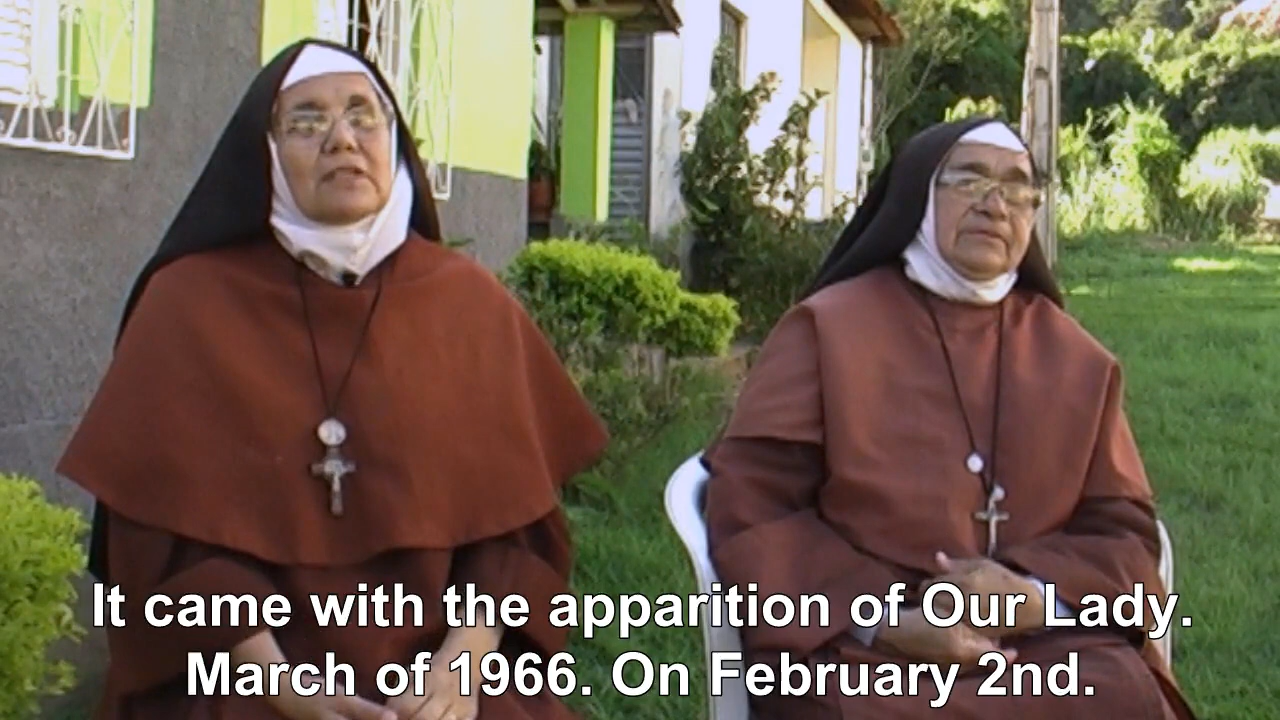 It came with the apparition of Our Lady.
March of 1966. On February 2nd.